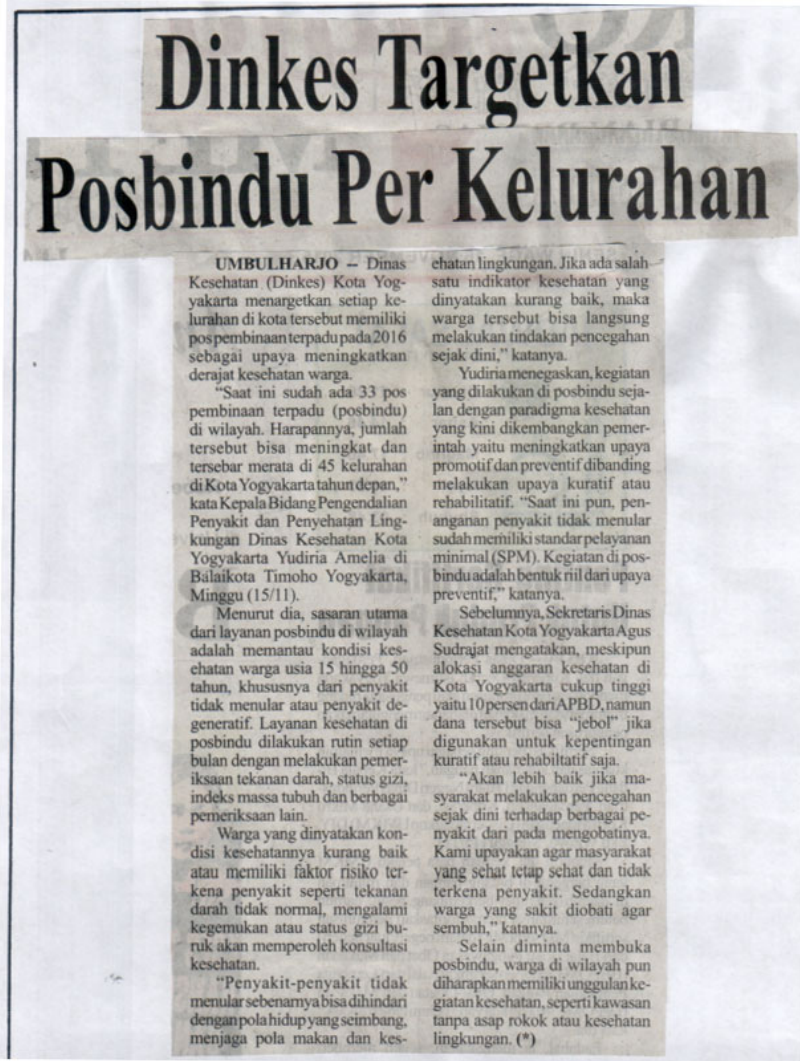 Dinkes Targetkan
Posbindu Per Kelurahan
UMBULHARJO – Dinas
Kesehatan (Dinkes) Kota Yog-
yakarta menargetkan setiap ke-
lurahan di kota tersebut memiliki
pos pembinaan terpadu pada 2016
sebagai upaya meningkatkan
derajat kesehatan warga.
“Saat ini sudah ada 33 pos
pembinaan terpadu (posbindu)
di wilayah. Harapannya, jumlah
tersebut bisa meningkat dan
tersebar merata di 45 kelurahan
di Kota Yogyakarta tahun depan,”
kata Kepala Bidang Pengendalian
Penyakit dan Penyehatan Ling-
kungan Dinas Kesehatan Kota
Yogyakarta Yudiria Amelia di
Balaikota Timoho Yogyakarta,
Minggu (15/11).
Menurut dia, sasaran utama
dari layanan posbindu di wilayah
adalah memantau kondisi kes-
ehatan warga usia 15 hingga 50
tahun, khususnya dari penyakit
tidak menular atau penyakit de-
generatif. Layanan kesehatan di
posbindu dilakukan rutin setiap
bulan dengan melakukan pemer-
iksaan tekanan darah, status gizi,
indeks massa tubuh dan berbagai
pemeriksaan lain.
Warga yang dinyatakan kon-
disi kesehatannya kurang baik
atau memiliki faktor risiko ter-
kena penyakit seperti tekanan
darah tidak normal, mengalami
kegemukan atau status gizi bu-
ruk akan memperoleh konsultasi
kesehatan.
“Penyakit-penyakit tidak
menular sebenarnya bisa dihindari
dengan pola hidup yang seimbang,
menjaga pola makan dan kes-
ehatan lingkungan. Jika ada salah
satu indikator kesehatan yang
dinyatakan kurang baik, maka
warga tersebut bisa langsung
melakukan tindakan pencegahan
sejak dini,” katanya.
Yudiria menegaskan, kegiatan
yang dilakukan di posbindu seja-
lan dengan paradigma kesehatan
yang kini dikembangkan pemer-
intah yaitu meningkatkan upaya
promotif dan preventif dibanding
melakukan upaya kuratif atau
rehabilitatif. “Saat ini pun, pen-
anganan penyakit tidak menular
sudah memiliki standar pelayanan
minimal (SPM). Kegiatan di pos-
bindu adalah bentuk riil dari upaya
preventif,” katanya.
Sebelumnya, Sekretaris Dinas
Kesehatan Kota Yogyakarta Agus
Sudrajat mengatakan, meskipun
alokasi anggaran kesehatan di
Kota Yogyakarta cukup tinggi
yaitu 10 persen dari APBD, namun
dana tersebut bisa “jebol” jika
digunakan untuk kepentingan
kuratif atau rehabiltatif saja.
“Akan lebih baik jika ma-
syarakat melakukan pencegahan
sejak dini terhadap berbagai pe-
nyakit dari pada mengobatinya.
Kami upayakan agar masyarakat
yang sehat tetap sehat dan tidak
terkena penyakit. Sedangkan
warga yang sakit diobati agar
sembuh,” katanya.
Selain diminta membuka
posbindu, warga di wilayah pun
diharapkan memiliki unggulan ke-
giatan kesehatan, seperti kawasan
tanpa asap rokok atau kesehatan
lingkungan. (*)